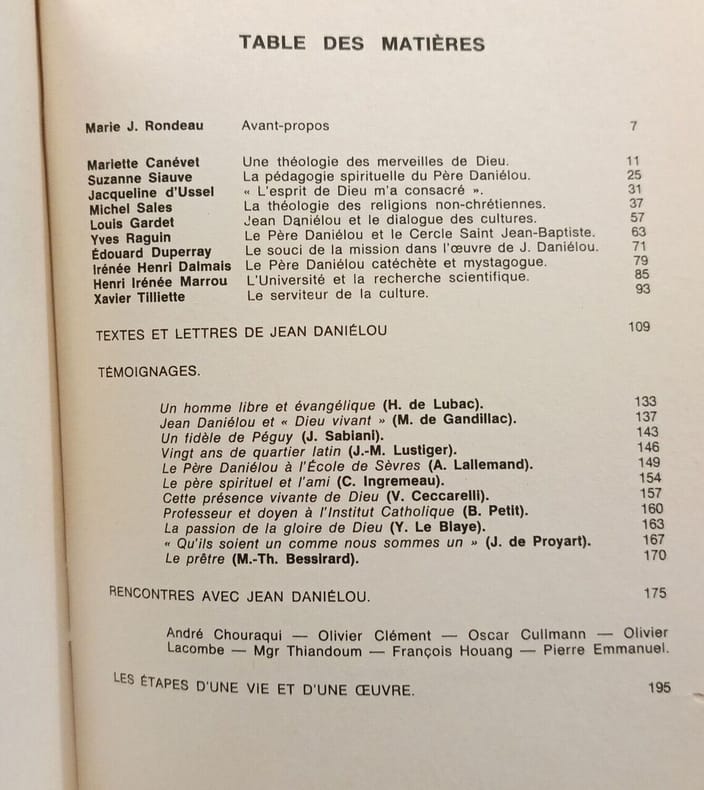 TABLE DES MATIÈRES
Marie J. Rondeau Avant-propos 7
Mariette Canévet Une théologie des merveilles de Dieu. 11
Suzanne Siauve La pédagogie spirituelle du Père Daniélou. 25
Jacqueline d'Ussel « L'esprit de Dieu m'a consacré ». 31
Michel Sales La théologie des religions non-chrétiennes. 37
Louis Gardet Jean Daniélou et le dialogue des cultures. 57
Yves Raguin Le Père Daniélou et le Cercle Saint Jean-Baptiste. 63
Édouard Duperray Le souci de la mission dans l'œuvre de J. Daniélou. 71
Irénée Henri Dalmais Le Père Daniélou catéchète et mystagogue. 79
Henri Irénée Marrou L'Université et la recherche scientifique. 85
Xavier Tilliette Le serviteur de la culture. 93
TEXTES ET LETTRES DE JEAN DANIÉLOU 109
TÉMOIGNAGES.
Un homme libre et évangélique (H. de Lubac). 133
Jean Daniélou et « Dieu vivant » (M. de Gandillac). 137
Un fidèle de Péguy (J. Sabiani). 143
Vingt ans de quartier latin (J.-M. Lustiger). 146
Le Père Daniélou à l'École de Sèvres (A. Lallemand). 149
Le père spirituel et l'ami (C. Ingremeau). 154
Cette présence vivante de Dieu (V. Ceccarelli). 157
Professeur et doyen à l'Institut Catholique (B. Petit). 160
La passion de la gloire de Dieu (Y. Le Blaye). 163
« Qu'ils soient un comme nous sommes un » (J. de Proyart). 167
Le prêtre (M.-Th. Bessirard). 170
RENCONTRES AVEC JEAN DANIÉLOU. 175
André Chouraqui — Olivier Clément — Oscar Cullmann — Olivier
Lacombe — Mgr Thiandoum — François Houang — Pierre Emmanuel.
LES ÉTAPES D'UNE VIE ET D'UNE ŒUVRE. 195